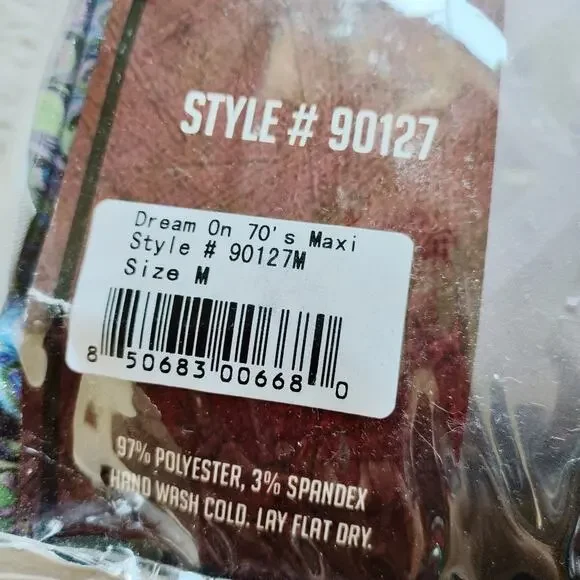 STYLE # 90127
Dream On 70's Maxi
Style # 90127M
Size M
8 50683 00668 0
97% POLYESTER, 3% SPANDEX
HAND WASH COLD. LAY FLAT DRY.